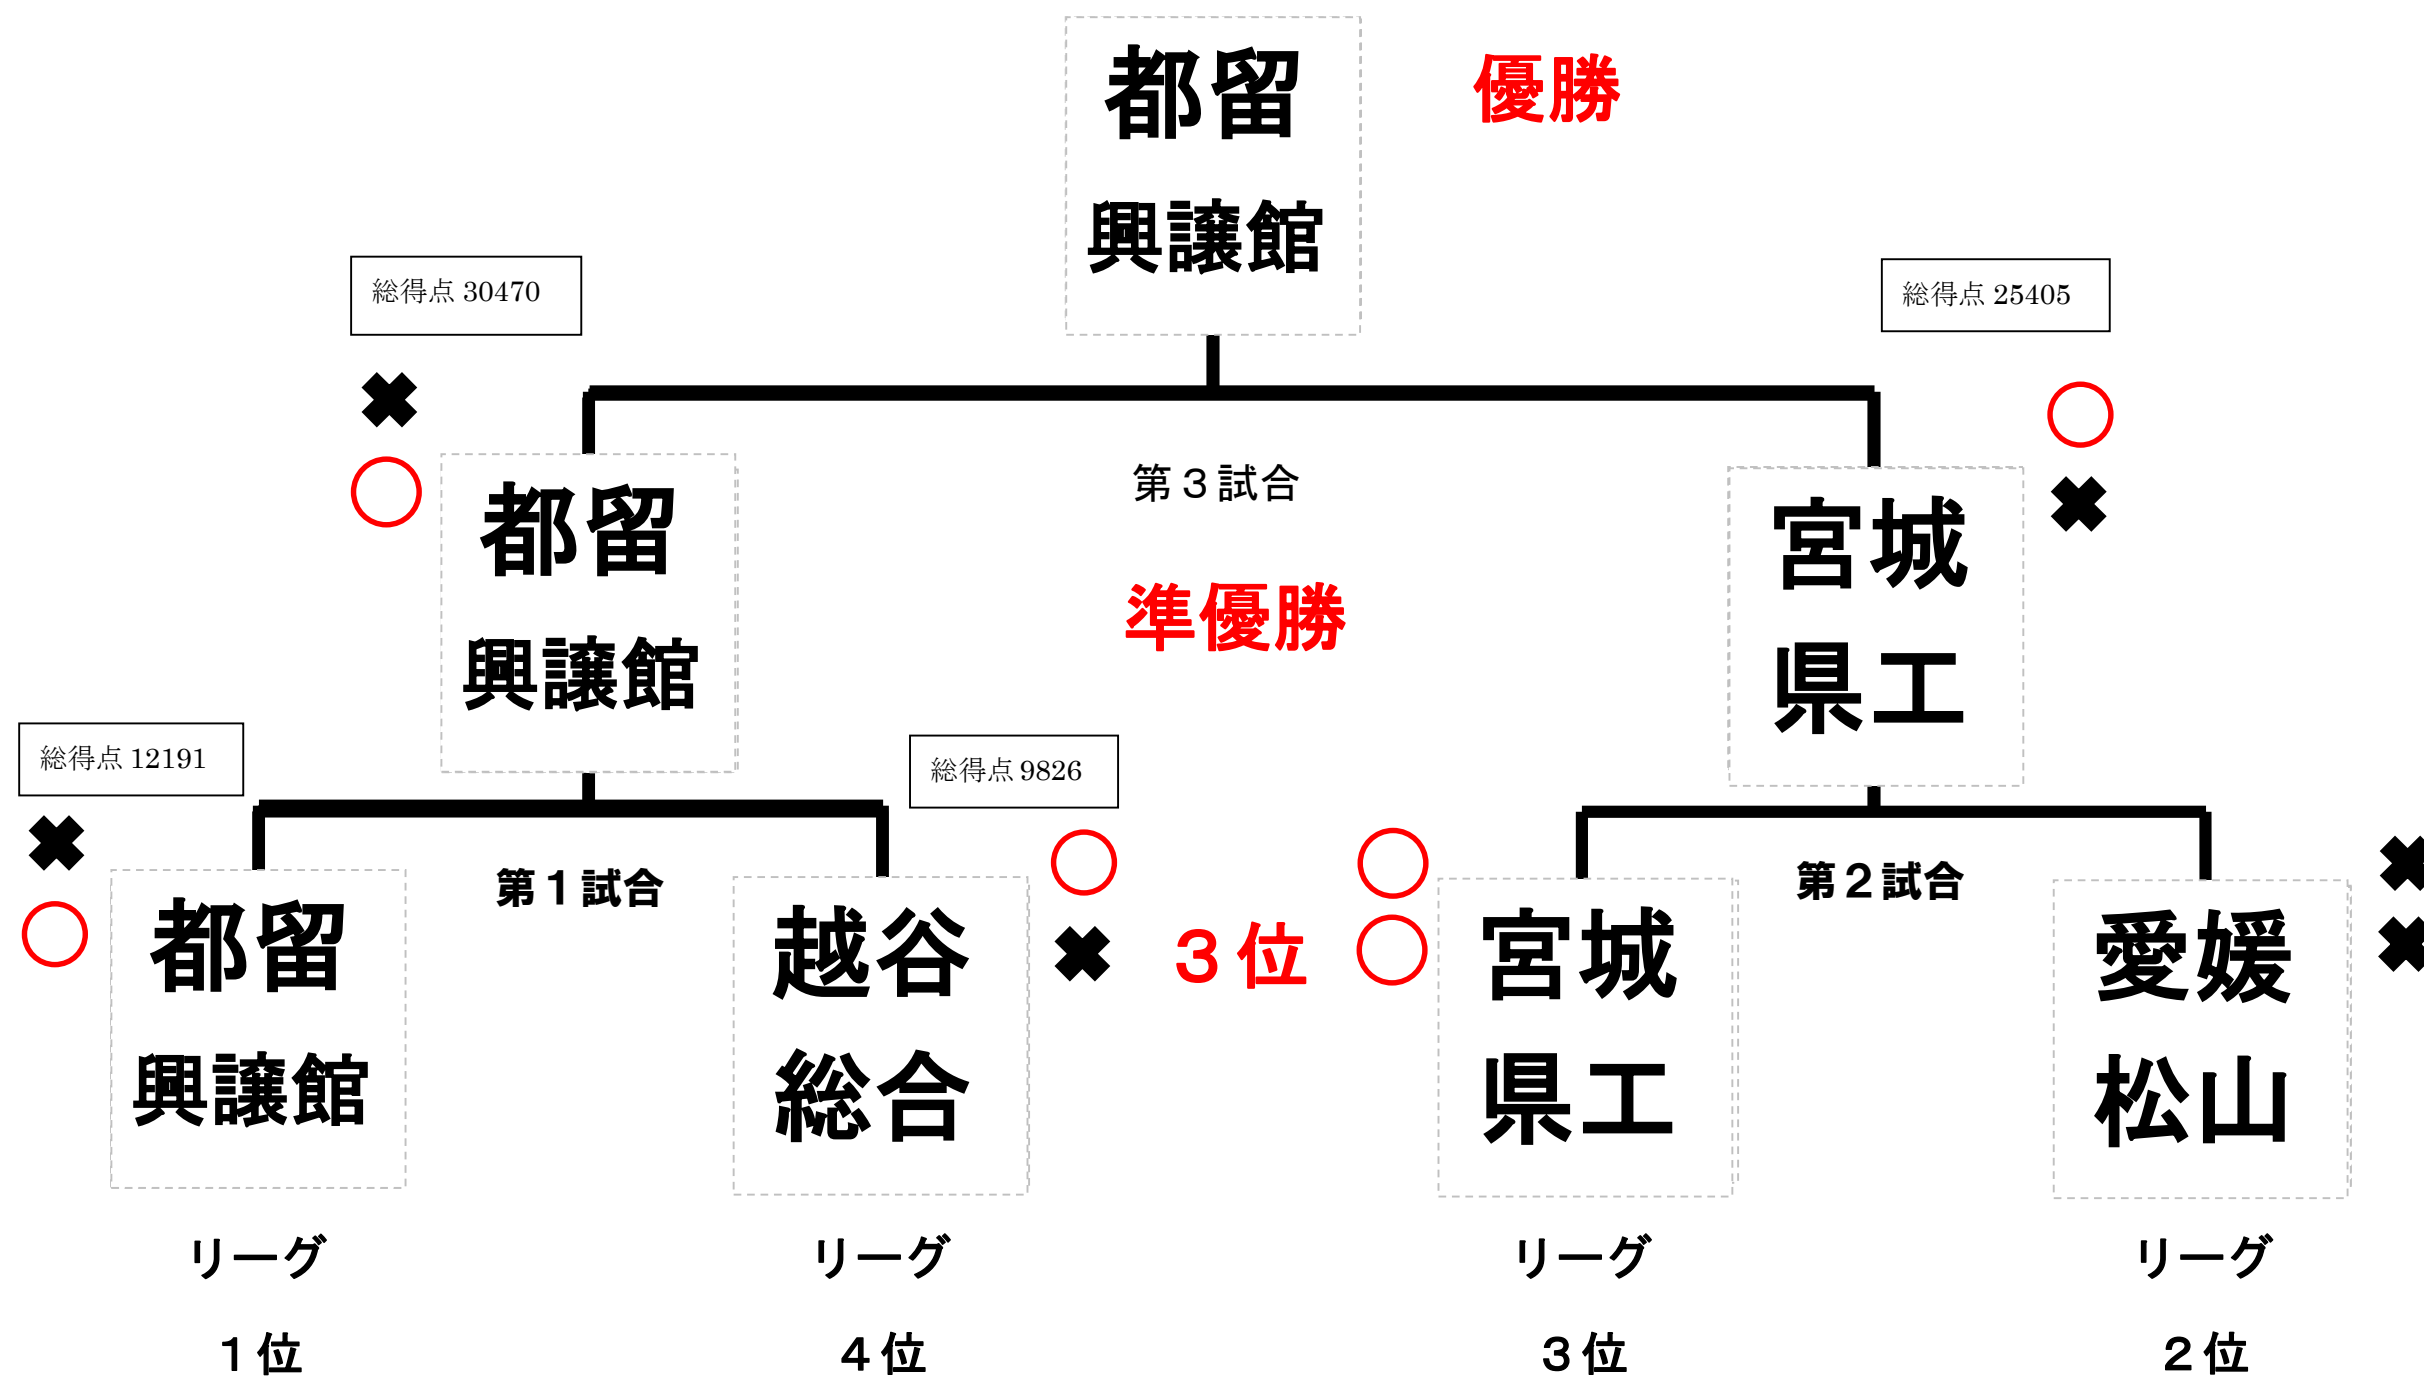 都留
興譲館
優勝
総得点 30470
総得点 25405
✖
○
○
✖
第３試合
都留
興譲館
宮城
県工
準優勝
総得点 12191
総得点 9826
✖
○
○
✖
○
○
✖
✖
第１試合
第２試合
３位
都留
興譲館
越谷
総合
宮城
県工
愛媛
松山
リーグ
１位
リーグ
４位
リーグ
３位
リーグ
２位